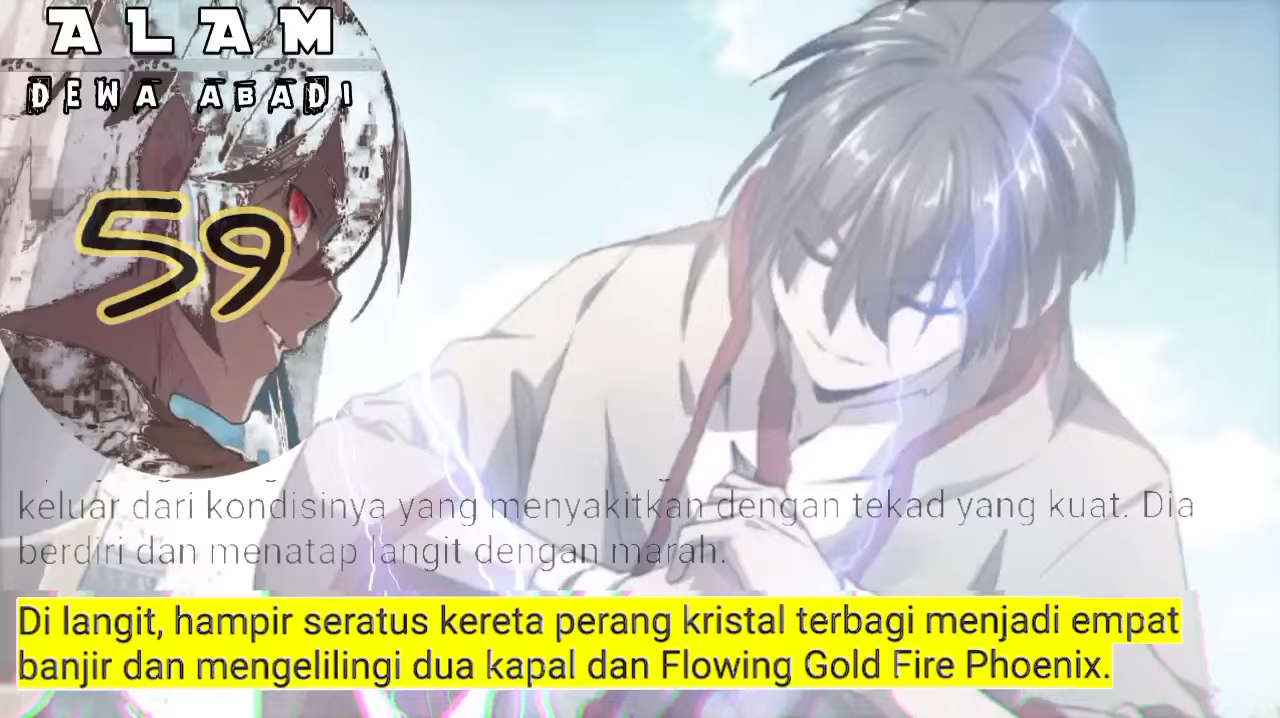 ALAM
DEWA ABADI
59
keluar dari kondisinya yang menyakitkan dengan tekad yang kuat. Dia
berdiri dan menatap langit dengan marah.
Di langit, hampir seratus kereta perang kristal terbagi menjadi empat
banjir dan mengelilingi dua kapal dan Flowing Gold Fire Phoenix.